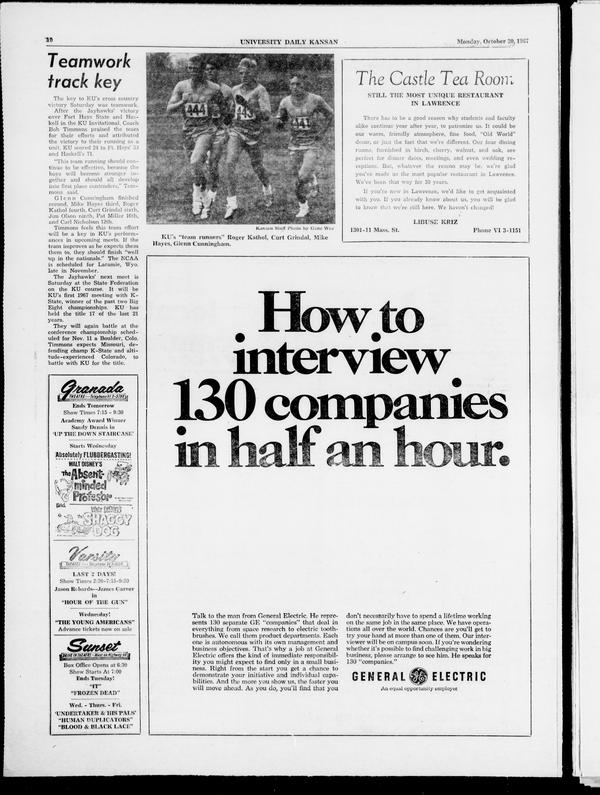 10
UNIVERSITY DAILY KANSAN
Monday, October 30, 1967
Teamwork
track key
The key to KU's cross country
victory Saturday was teamwork.
After the Jayhawks' victory
over Fort Hays State and Has-
kell in the KU Invitational, Coach
Bob Timmons praised the team
for their efforts and attributed
the victory to their running as a
unit. KU scored 24 to Ft. Hays' 33
and Haskell's 71.
"This team running should con-
tinue to be effective, because the
boys will become stronger to-
gether and should all develop
into first place contenders," Tim-
mons said.
Glenn Cunningham finished
second, Mike Hayes third, Roger
Kathol fourth, Curt Grindal sixth,
Jim Olson ninth, Pat Miller 10th,
and Carl Nicholson 12th.
Timmons feels this team effort
will be a key in KU's perform-
ances in upcoming meets. If the
team improves as he expects them
them to, they should finish "well
up in the nationals." The NCAA
is scheduled for Laramie, Wyo.
late in November.
The Jayhawks' next meet is
Saturday at the State Federation
on the KU course. It will be
KU's first 1967 meeting with K-
State, winner of the past two Big
Eight championships. KU has
held the title 17 of the last 21
years.
They will again battle at the
conference championship sched-
uled for Nov. 11 a Boulder, Colo.
Timmons expects Missouri, de-
fending champ K-State and alti-
tude-experienced Colorado, to
battle with KU for the title.
444
443
Kansan Staff Photo by Gene Wee
KU's "team runners" Roger Kathol, Curt Grindal, Mike
Hayes, Glenn Cunningham.
The Castle Tea Room
STILL THE MOST UNIQUE RESTAURANT
IN LAWRENCE
There has to be a good reason why students and faculty
alike continue year after year, to patronize us. It could be
our warm, friendly atmosphere, fine food, "Old World"
decor, or just the fact that we're different. Our four dining
rooms, furnished in birch, cherry, walnut, and oak, are
perfect for dinner dates, meetings, and even wedding re-
ceptions. But, whatever the reason may be, we're glad
you've made us the most popular restaurant in Lawrence.
We've been that way for 20 years.
If you're new in Lawrence, we'd like to get acquainted
with you. If you already know about us, you will be glad
to know that we're still here. We haven't changed!
LIBUSE KRIZ
1301-11 Mass. St.
Phone VI 3-1151
Granada
THEATRE
Ends Tomorrow
Show Times 7:15 - 9:30
Academy Award Winner
Sandy Dennis in
'UP THE DOWN STAIRCASE'
Starts Wednesday
Absolutely FLUBBERGASTING!
WALT DISNEY'S
The Absent-
minded
Professor
and
WALT DISNEY'S
The SHAGGY
DOG
Varsity
LAST 2 DAYS!
Show Times 2:30-7:15-9:20
Jason Robards—James Garner
in
"HOUR OF THE GUN"
Wednesday!
"THE YOUNG AMERICANS"
Advance tickets now on sale
Sunset
Box Office Opens at 6:30
Show Starts At 7:00
Ends Tuesday!
"IT"
"FROZEN DEAD"
Wed. - Thurs. - Fri.
'UNDERTAKER & HIS PALS'
"HUMAN DUPLICATORS"
"BLOOD & BLACK LACE"
How to
interview
130 companies
in half an hour.
Talk to the man from General Electric. He repre-
sents 130 separate GE "companies" that deal in
everything from space research to electric tooth-
brushes. We call them product departments. Each
one is autonomous with its own management and
business objectives. That's why a job at General
Electric offers the kind of immediate responsibil-
ity you might expect to find only in a small busi-
ness. Right from the start you get a chance to
demonstrate your initiative and individual capa-
bilities. And the more you show us, the faster you
will move ahead. As you do, you'll find that you
don't necessarily have to spend a lifetime working
on the same job in the same place. We have opera-
tions all over the world. Chances are you'll get to
try your hand at more than one of them. Our inter-
viewer will be on campus soon. If you're wondering
whether it's possible to find challenging work in big
business, please arrange to see him. He speaks for
130 "companies."
GENERAL GE ELECTRIC
An equal opportunity employer